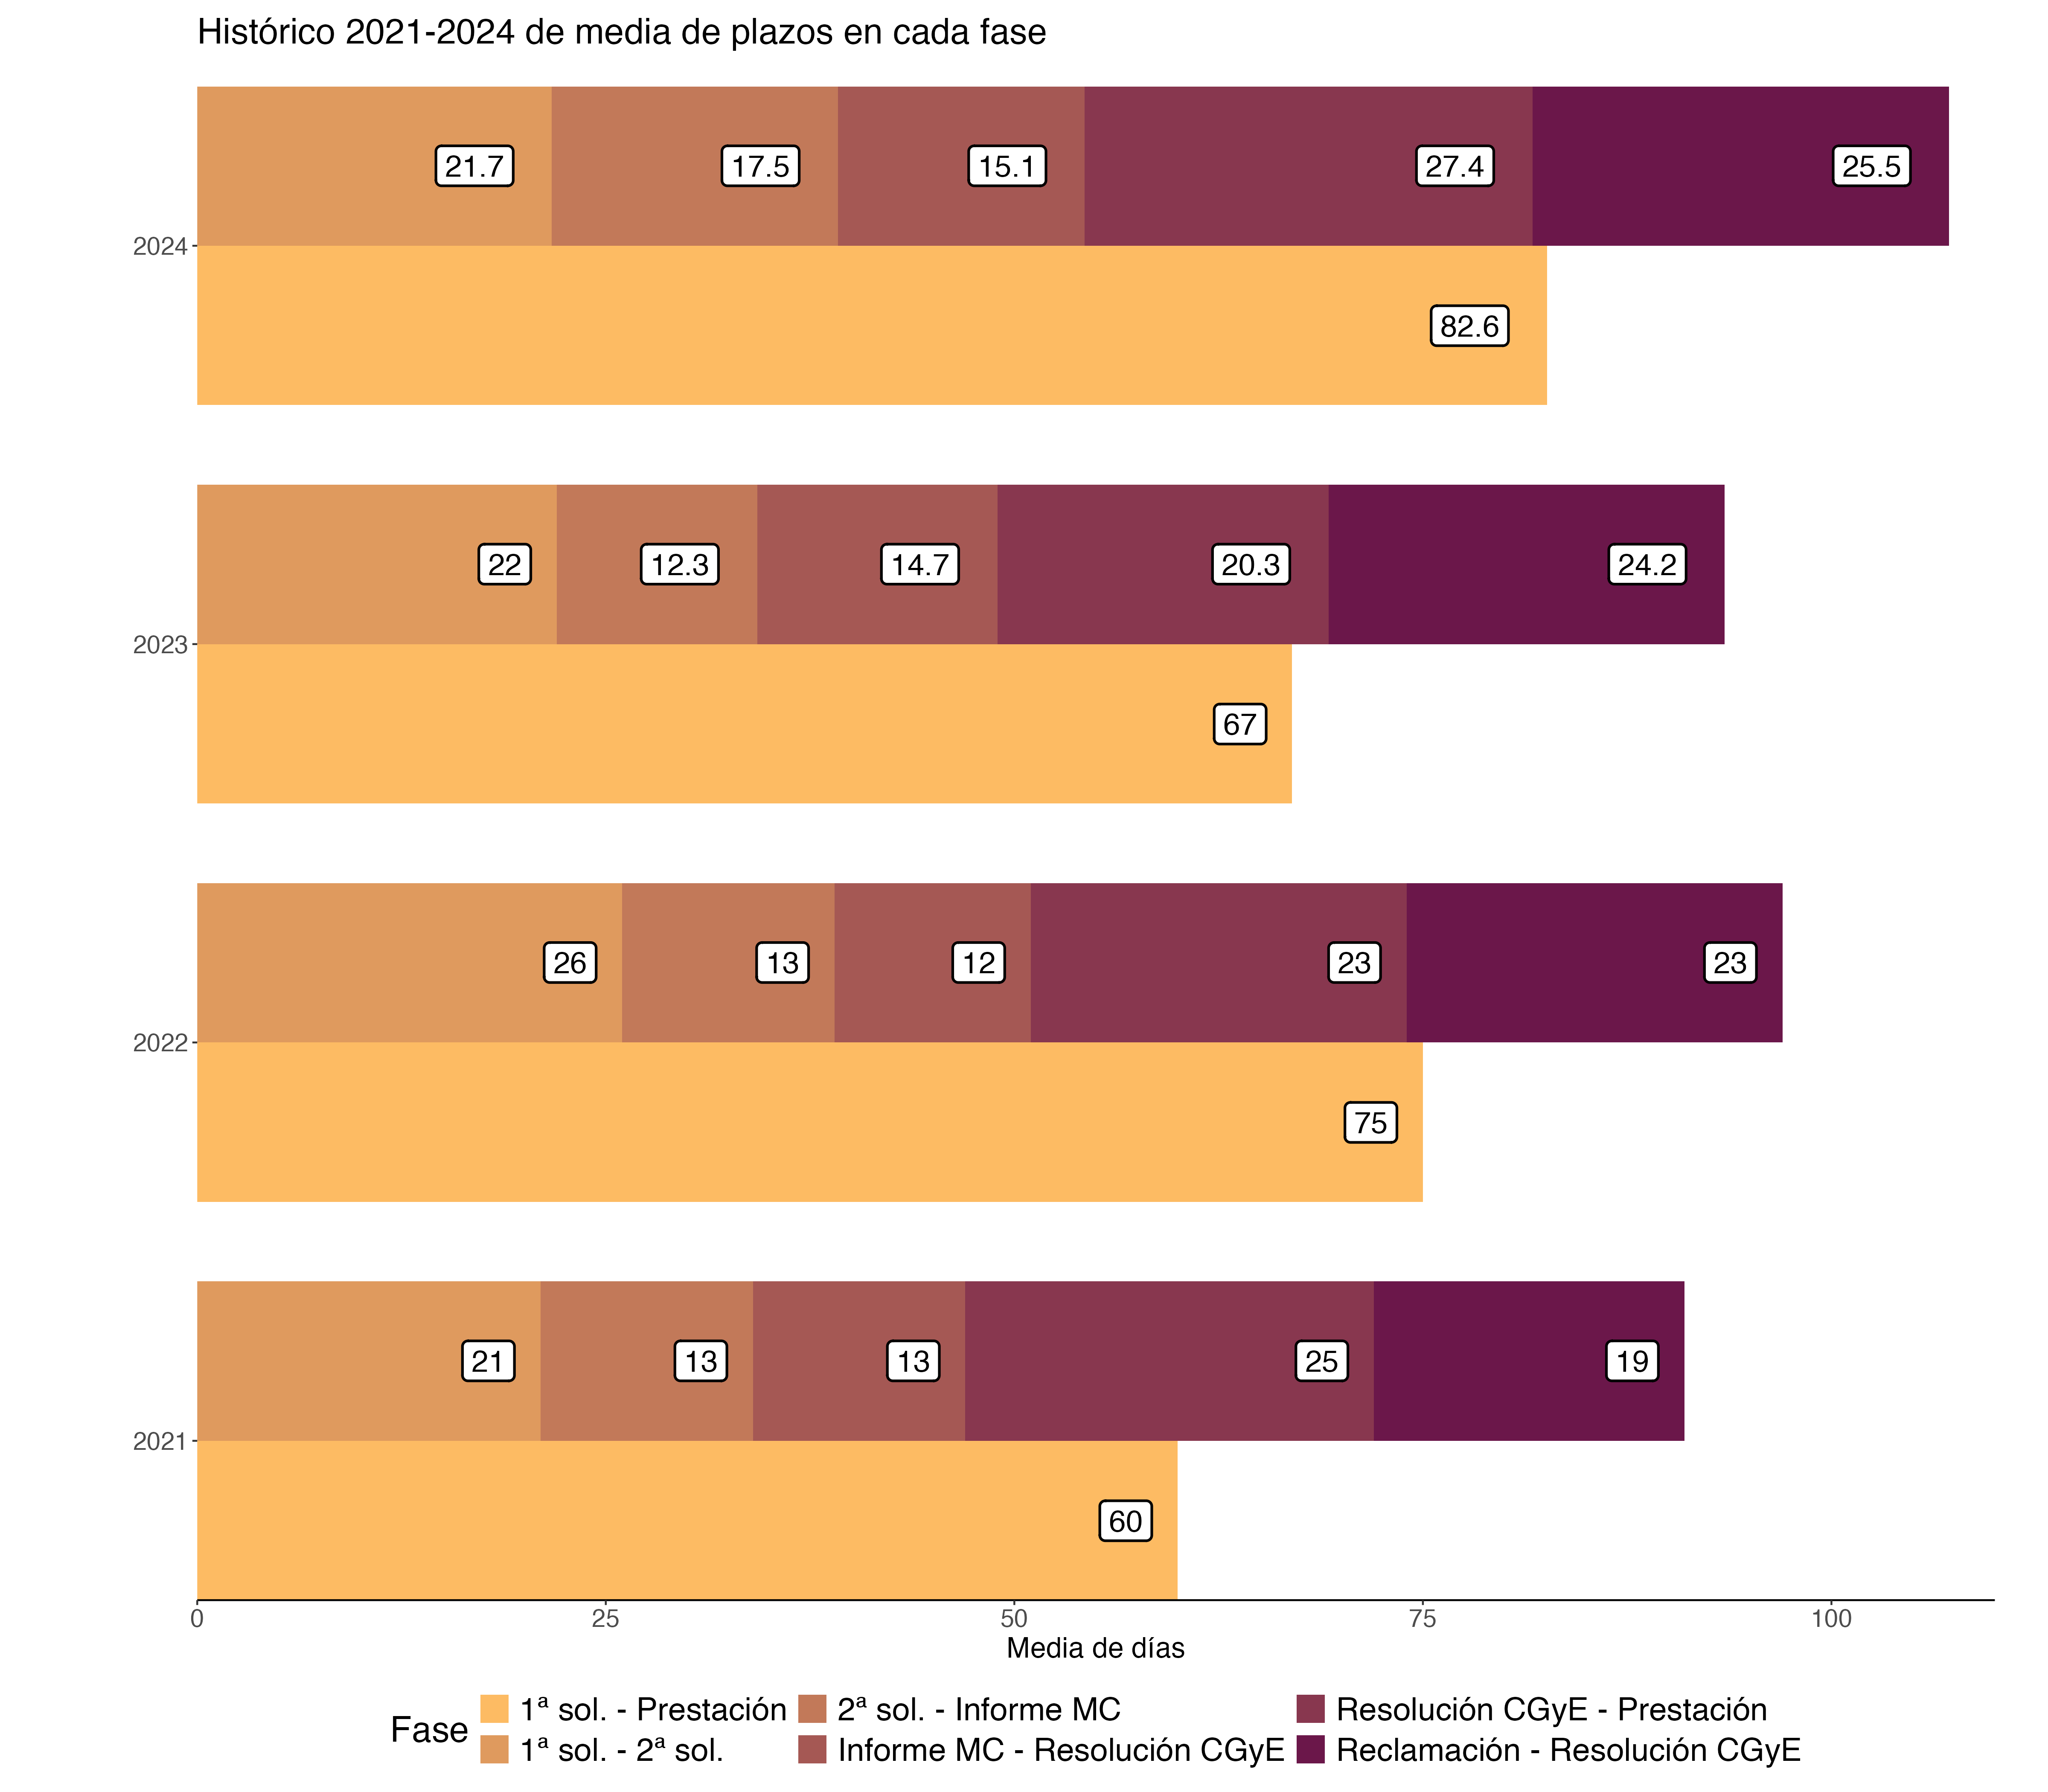 Histórico 2021-2024 de media de plazos en cada fase
21.7 17.5 15.1 27.4 25.5
2024
82.6
22 12.3 14.7 20.3 24.2
2023
67
26 13 12 23 23
2022
75
21 13 13 25 19
2021
60
0 25 50 75 100
Media de días
Fase
1ª sol. - Prestación 2ª sol. - Informe MC Resolución CGyE - Prestación
1ª sol. - 2ª sol. Informe MC - Resolución CGyE Reclamación - Resolución CGyE